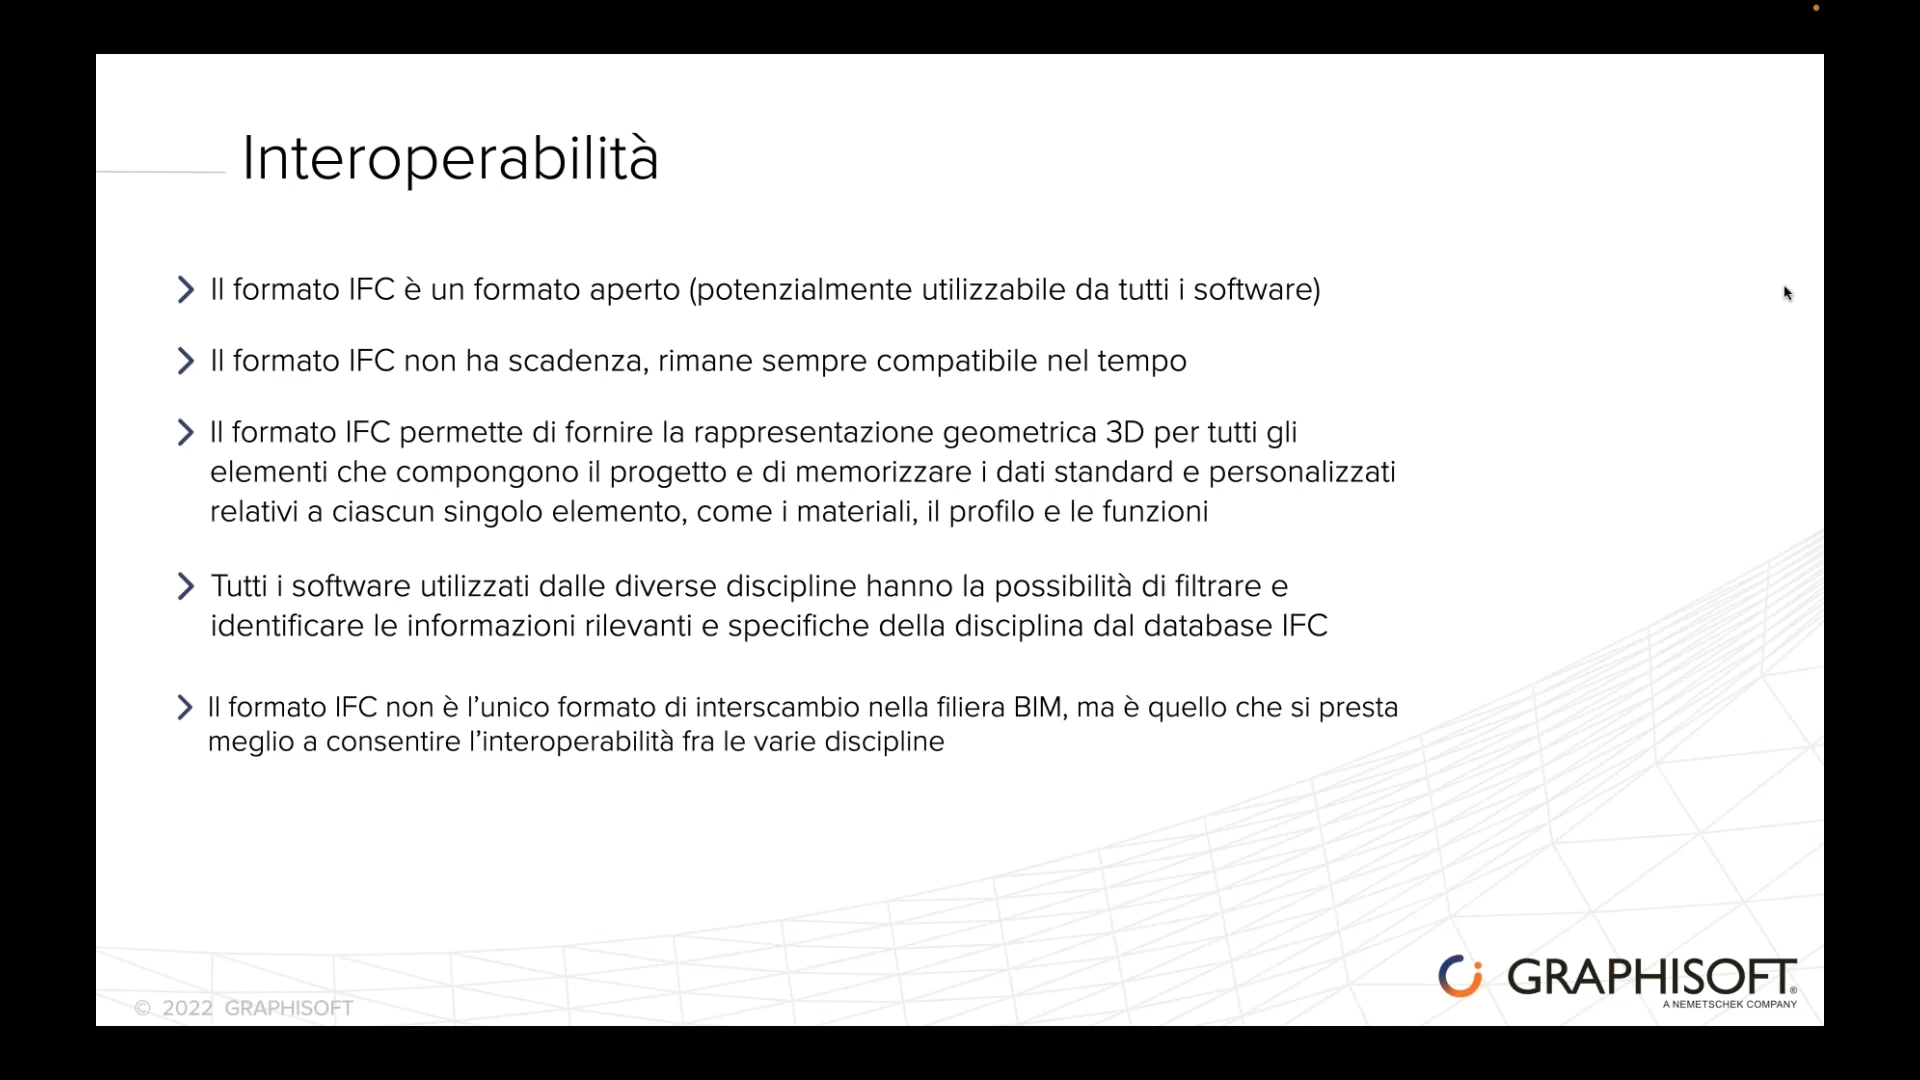 Interoperabilità
Il formato IFC è un formato aperto (potenzialmente utilizzabile da tutti i software)
Il formato IFC non ha scadenza, rimane sempre compatibile nel tempo
Il formato IFC permette di fornire la rappresentazione geometrica 3D per tutti gli
elementi che compongono il progetto e di memorizzare i dati standard e personalizzati
relativi a ciascun singolo elemento, come i materiali, il profilo e le funzioni
Tutti i software utilizzati dalle diverse discipline hanno la possibilità di filtrare e
identificare le informazioni rilevanti e specifiche della disciplina dal database IFC
Il formato IFC non è l’unico formato di interscambio nella filiera BIM, ma è quello che si presta
meglio a consentire l’interoperabilità fra le varie discipline
GRAPHISOFT®
A NEMETSCHEK COMPANY
© 2022 GRAPHISOFT